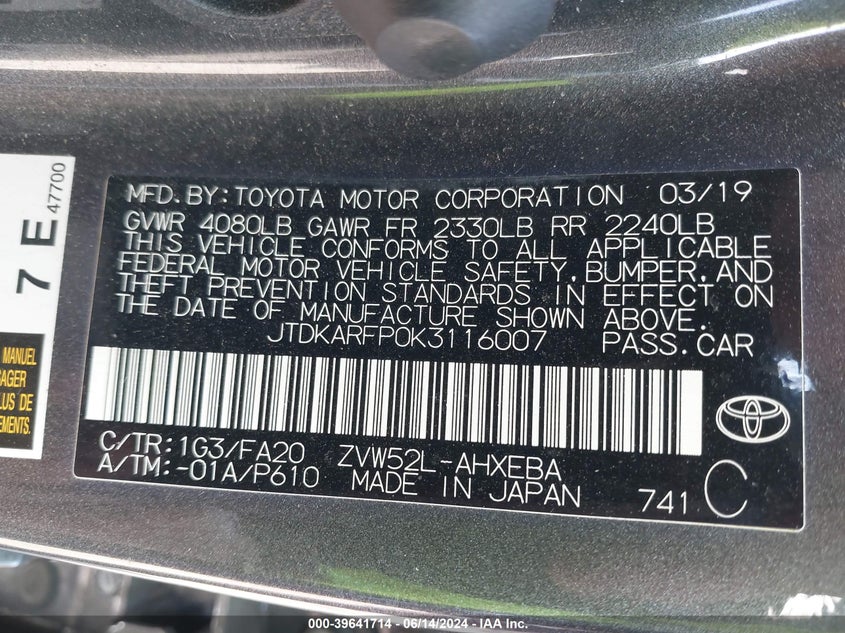 MFD.BY:TOYOTA MOTOR CORPORATION 03/19
GVWR 4080LB GAWR FR 2330LB RR 2240LB
THIS VEHICLE CONFORMS TO ALL APPLICABLE
FEDERAL MOTOR VEHICLE SAFETY,BUMPER,AND
THEFT PREVENTION STANDARDS IN EFFECT ON
THE DATE OF MANUFACTURE SHOWN ABOVE.
JTDKARFP0K3116007 PASS.CAR
C/TR:1G3/FA20 ZVW52L-AHXEBA
A/TM:-01A/P610 MADE IN JAPAN 741 C
7 E
47700
MANUEL
LUS DE
EMENTS.
000-39641714 - 06/14/2024 - IAA